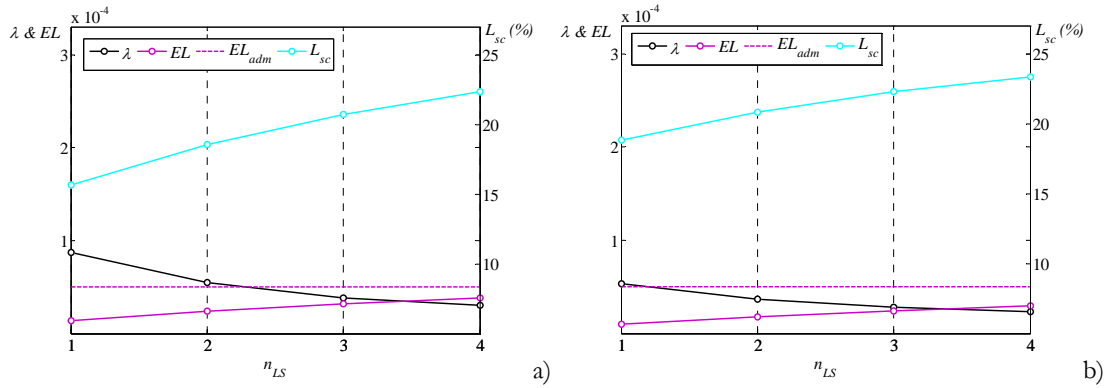 x 10⁻⁴
λ & EL
L_sc (%)
λ EL EL_adm L_sc
3
2
1
25
20
15
10
1 2 3 4
n_LS
a)
x 10⁻⁴
λ & EL
L_sc (%)
λ EL EL_adm L_sc
3
2
1
25
20
15
10
1 2 3 4
n_LS
b)